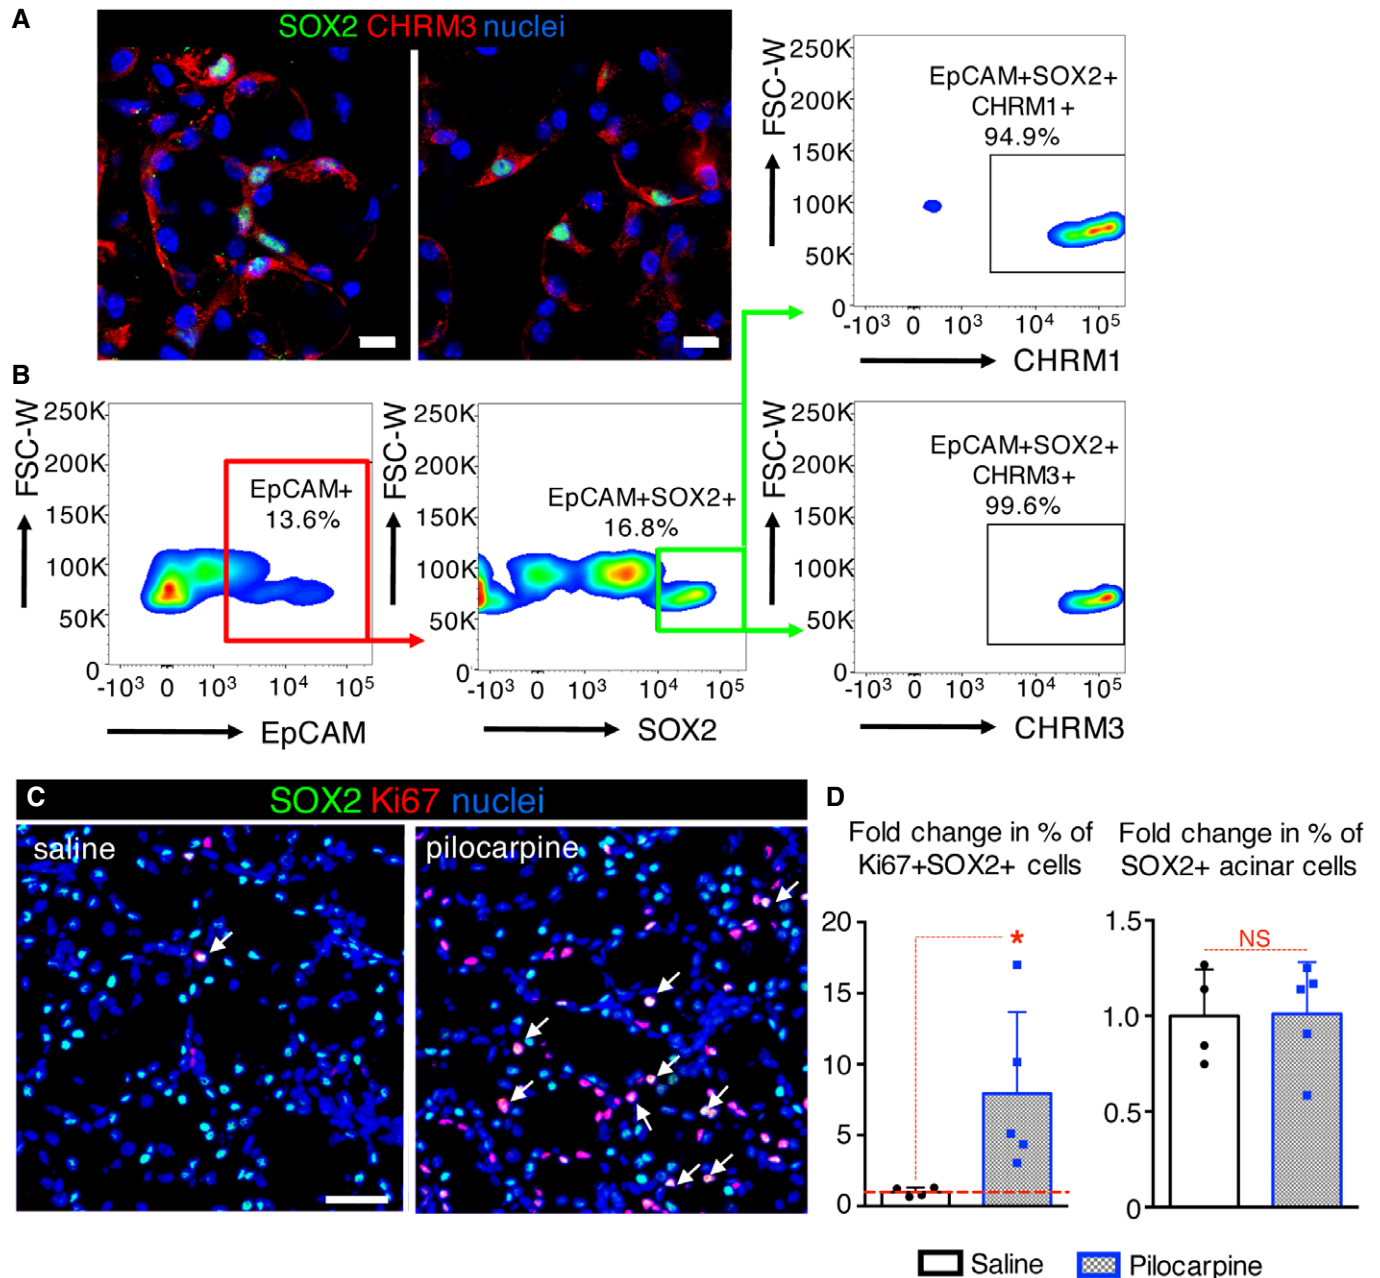 A
SOX2 CHRM3 nuclei
FSC-W
250K
200K
150K
100K
50K
0
EpCAM+SOX2+
CHRM1+
94.9%
-10³ 0 10³ 10⁴ 10⁵
CHRM1
B
FSC-W
250K
200K
150K
100K
50K
0
EpCAM+
13.6%
-10³ 0 10³ 10⁴ 10⁵
EpCAM
FSC-W
250K
200K
150K
100K
50K
0
EpCAM+SOX2+
16.8%
-10³ 0 10³ 10⁴ 10⁵
SOX2
FSC-W
250K
200K
150K
100K
50K
0
EpCAM+SOX2+
CHRM3+
99.6%
-10³ 0 10³ 10⁴ 10⁵
CHRM3
C
SOX2 Ki67 nuclei
saline
pilocarpine
D
Fold change in % of
Ki67+SOX2+ cells
20
15
10
5
0
*
Fold change in % of
SOX2+ acinar cells
1.5
1.0
0.5
0
NS
Saline
Pilocarpine